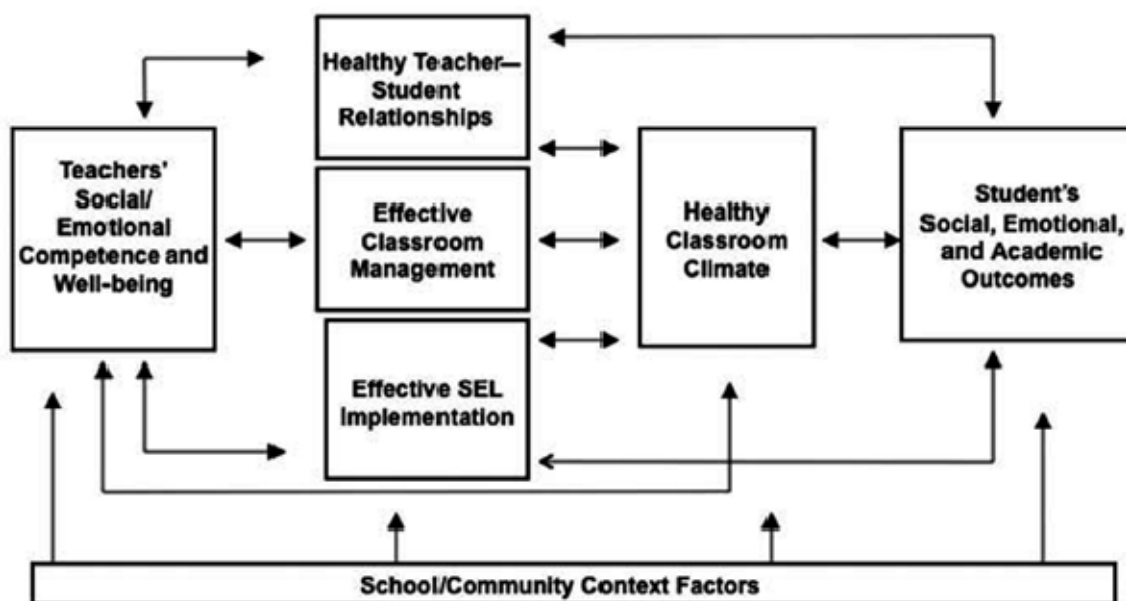 Healthy Teacher—
Student
Relationships
Teachers'
Social/
Emotional
Competence and
Well-being
Effective
Classroom
Management
Healthy
Classroom
Climate
Student's
Social, Emotional,
and Academic
Outcomes
Effective SEL
Implementation
School/Community Context Factors